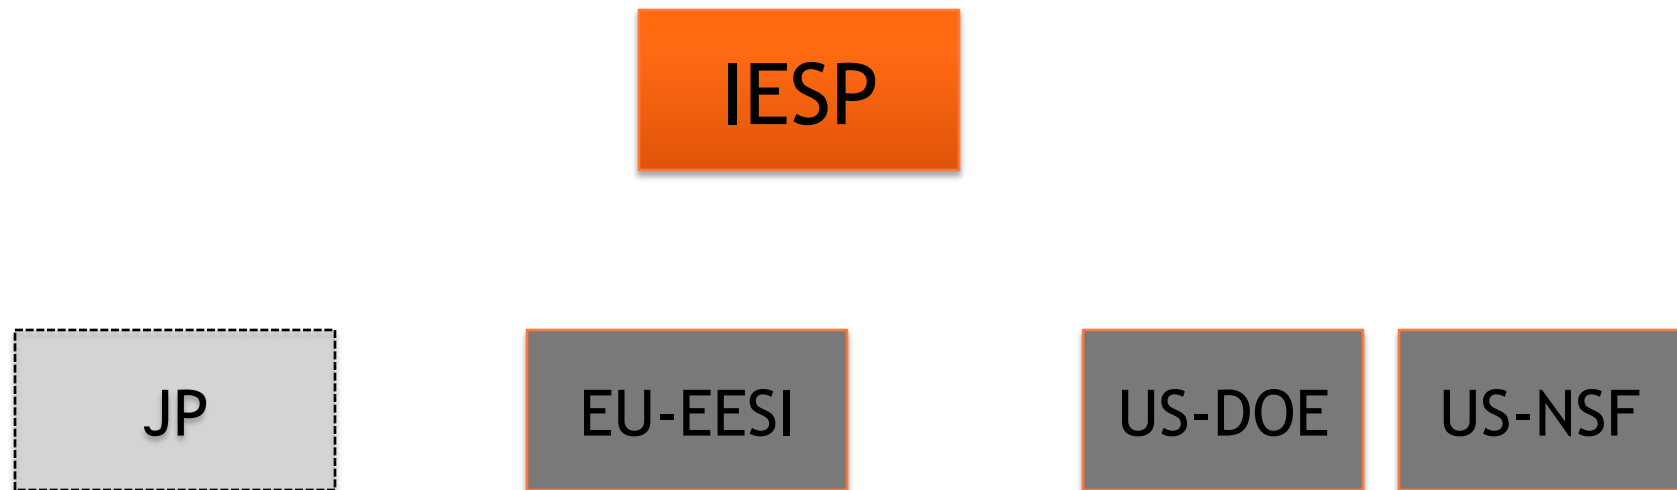 IESP
JP
EU-EESI
US-DOE
US-NSF